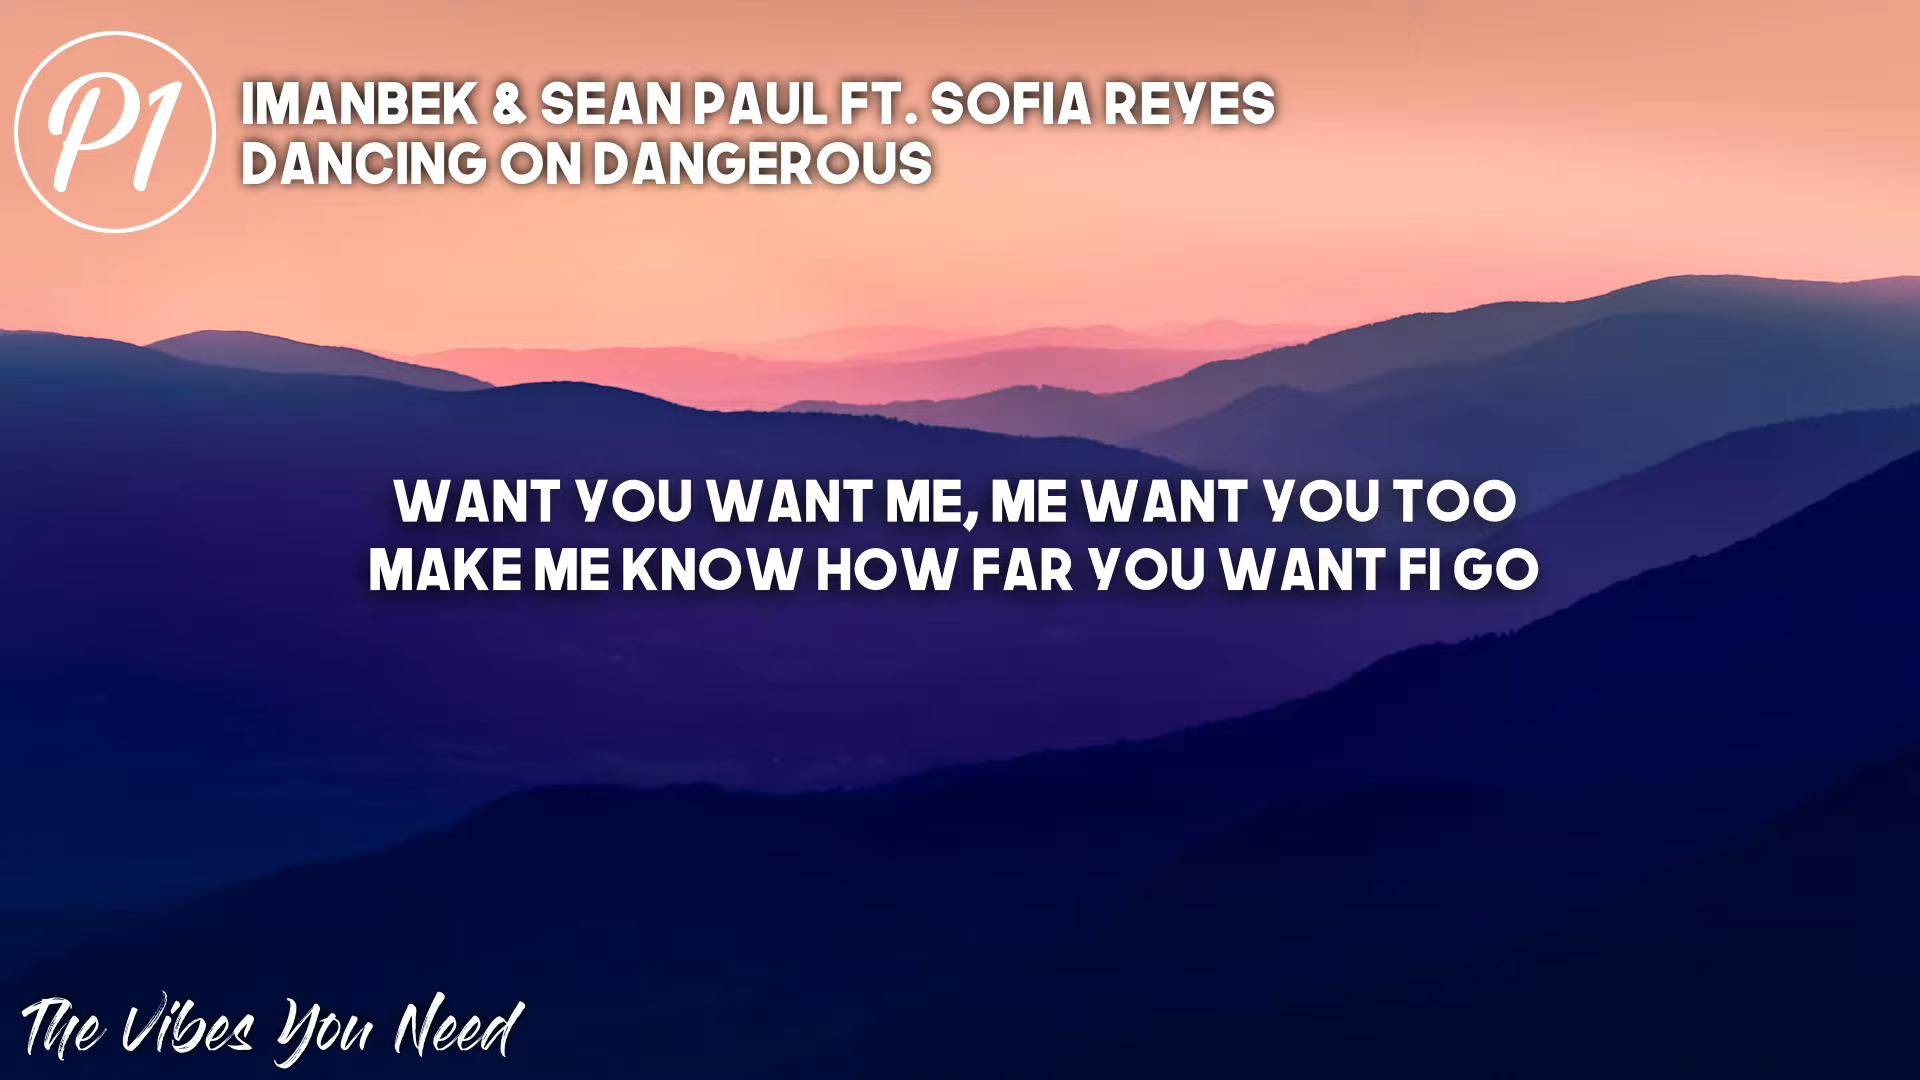 P1
IMANBEK & SEAN PAUL FT. SOFIA REYES
DANCING ON DANGEROUS
WANT YOU WANT ME, ME WANT YOU TOO
MAKE ME KNOW HOW FAR YOU WANT FI GO
The Vibes You Need